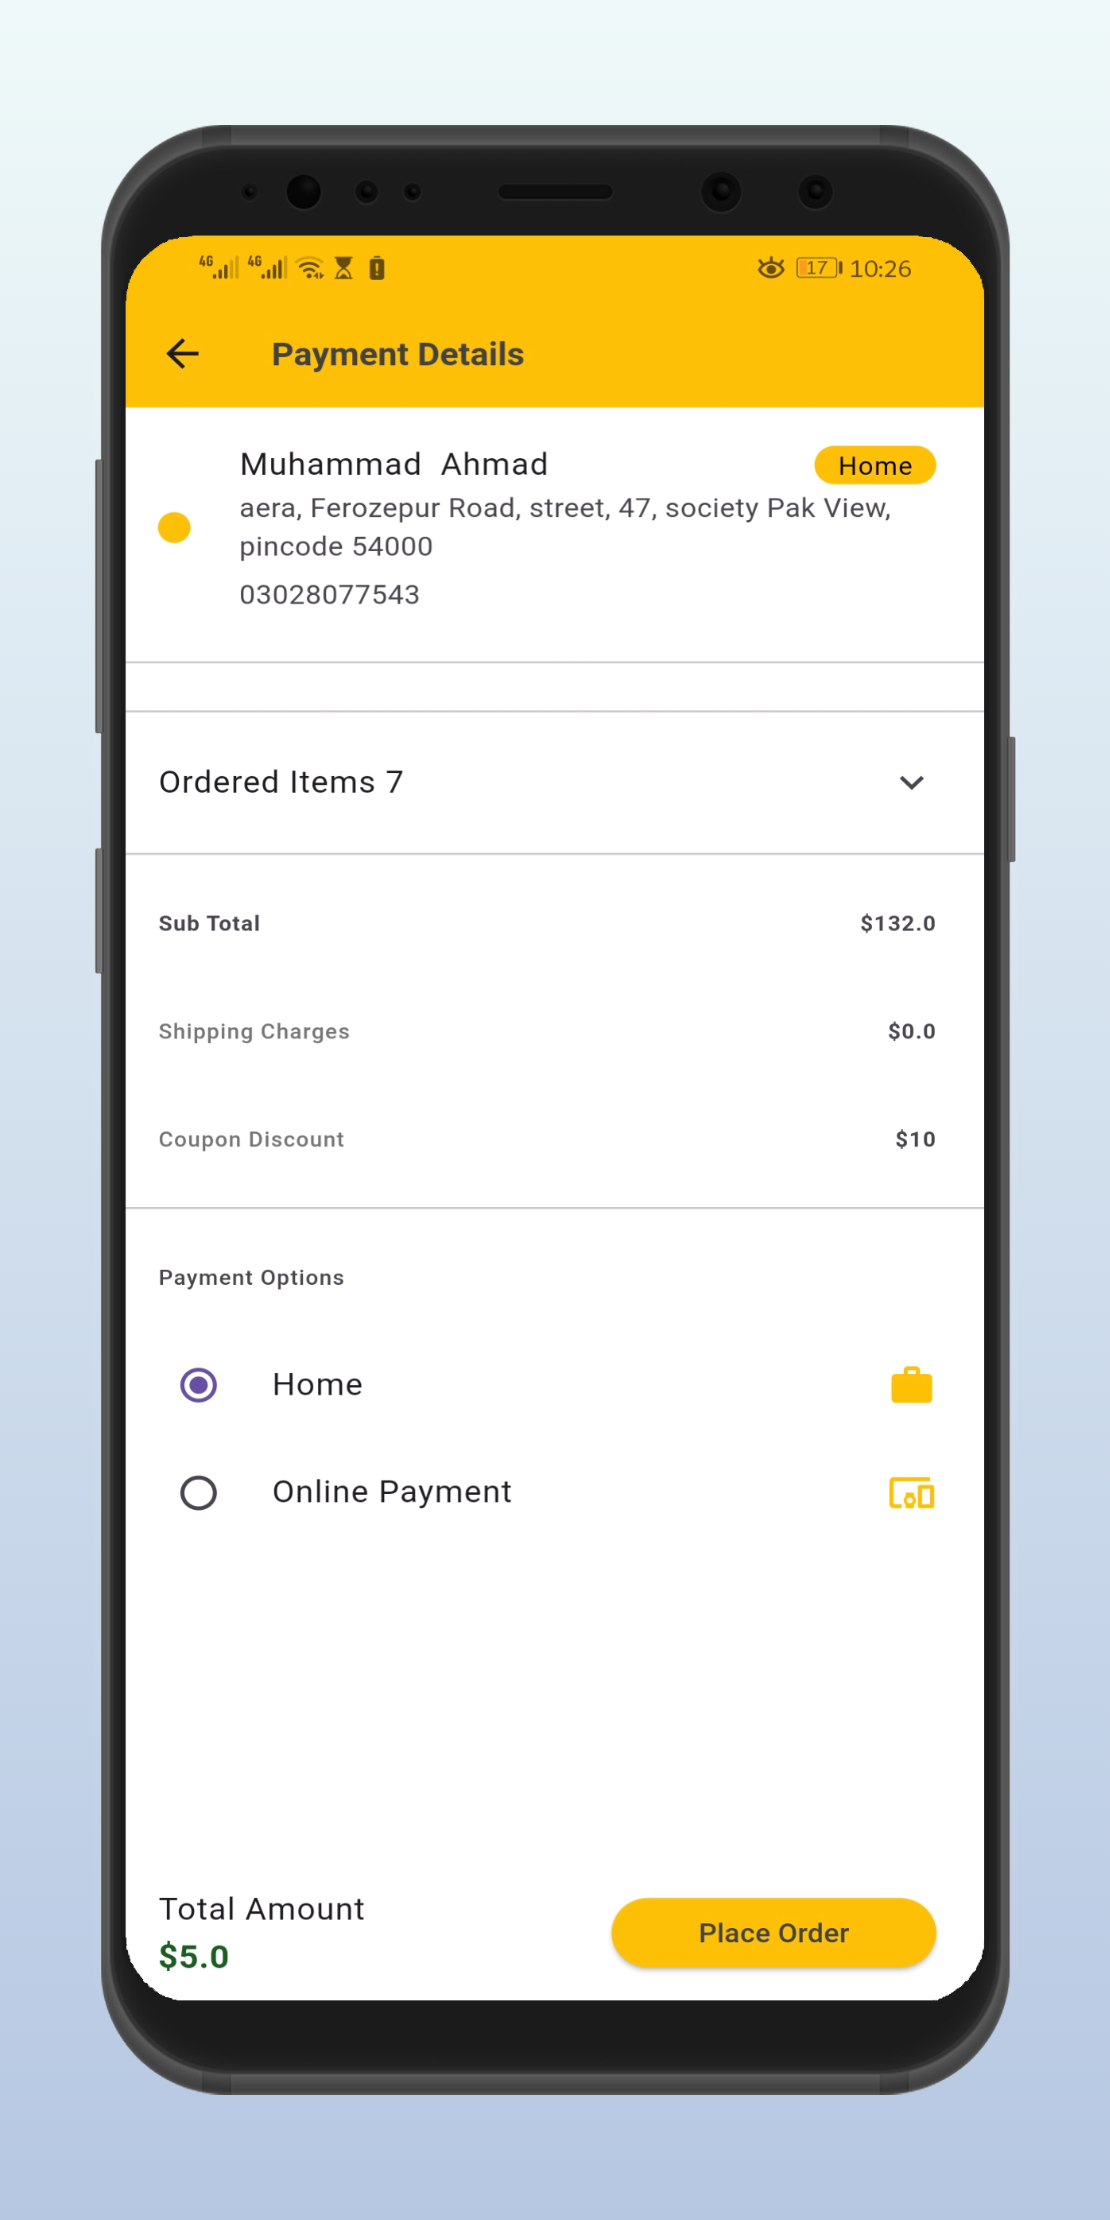 4G 4G 17 10:26
Payment Details
Muhammad Ahmad Home
aera, Ferozepur Road, street, 47, society Pak View,
pincode 54000
03028077543
Ordered Items 7
Sub Total $132.0
Shipping Charges $0.0
Coupon Discount $10
Payment Options
Home
Online Payment
Total Amount
$5.0
Place Order